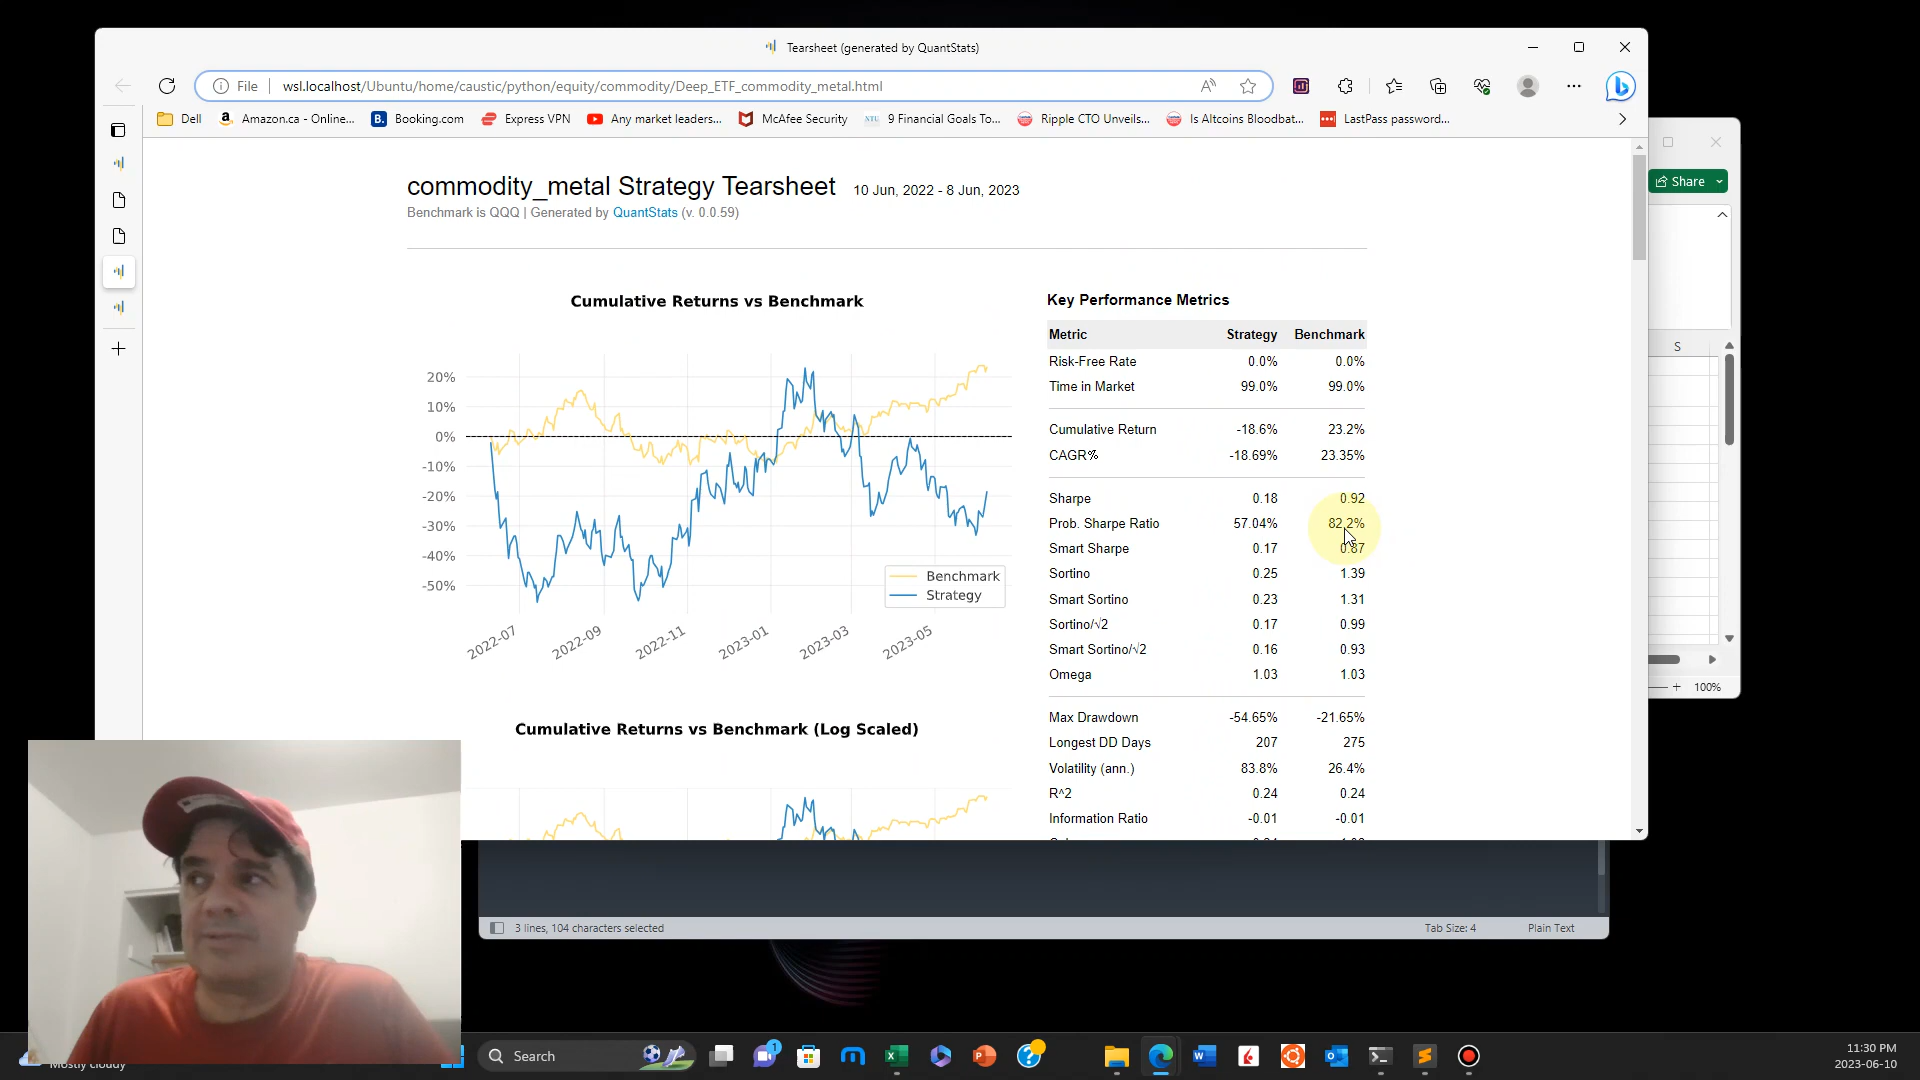 Tearsheet (generated by QuantStats)
File wsl.localhost/Ubuntu/home/caustic/python/equity/commodity/Deep_ETF_commodity_metal.html
Dell Amazon.ca - Online... Booking.com Express VPN Any market leaders... McAfee Security 9 Financial Goals To... Ripple CTO Unveils... Is Altcoins Bloodbat... LastPass password...
Share
commodity_metal Strategy Tearsheet 10 Jun, 2022 - 8 Jun, 2023
Benchmark is QQQ | Generated by QuantStats (v. 0.0.59)
Cumulative Returns vs Benchmark
20%
10%
0%
-10%
-20%
-30%
-40%
-50%
Benchmark
Strategy
2022-07 2022-09 2022-11 2023-01 2023-03 2023-05
Cumulative Returns vs Benchmark (Log Scaled)
Key Performance Metrics
Metric Strategy Benchmark
Risk-Free Rate 0.0% 0.0%
Time in Market 99.0% 99.0%
Cumulative Return -18.6% 23.2%
CAGR﹪ -18.69% 23.35%
Sharpe 0.18 0.92
Prob. Sharpe Ratio 57.04% 82.2%
Smart Sharpe 0.17 0.87
Sortino 0.25 1.39
Smart Sortino 0.23 1.31
Sortino/√2 0.17 0.99
Smart Sortino/√2 0.16 0.93
Omega 1.03 1.03
Max Drawdown -54.65% -21.65%
Longest DD Days 207 275
Volatility (ann.) 83.8% 26.4%
R^2 0.24 0.24
Information Ratio -0.01 -0.01
S
100%
3 lines, 104 characters selected Tab Size: 4 Plain Text
Mostly cloudy
Search
1
11:30 PM
2023-06-10